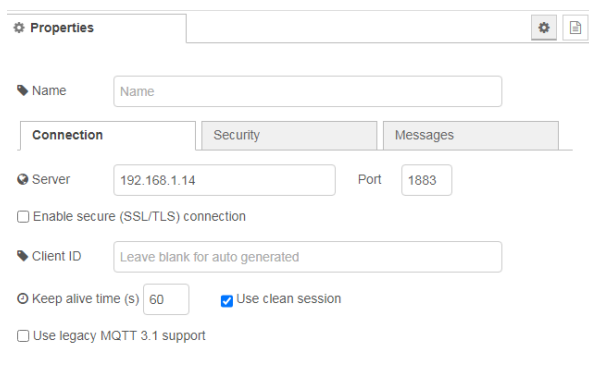 Properties
Name Name
Connection Security Messages
Server 192.168.1.14 Port 1883
Enable secure (SSL/TLS) connection
Client ID Leave blank for auto generated
Keep alive time (s) 60 Use clean session
Use legacy MQTT 3.1 support